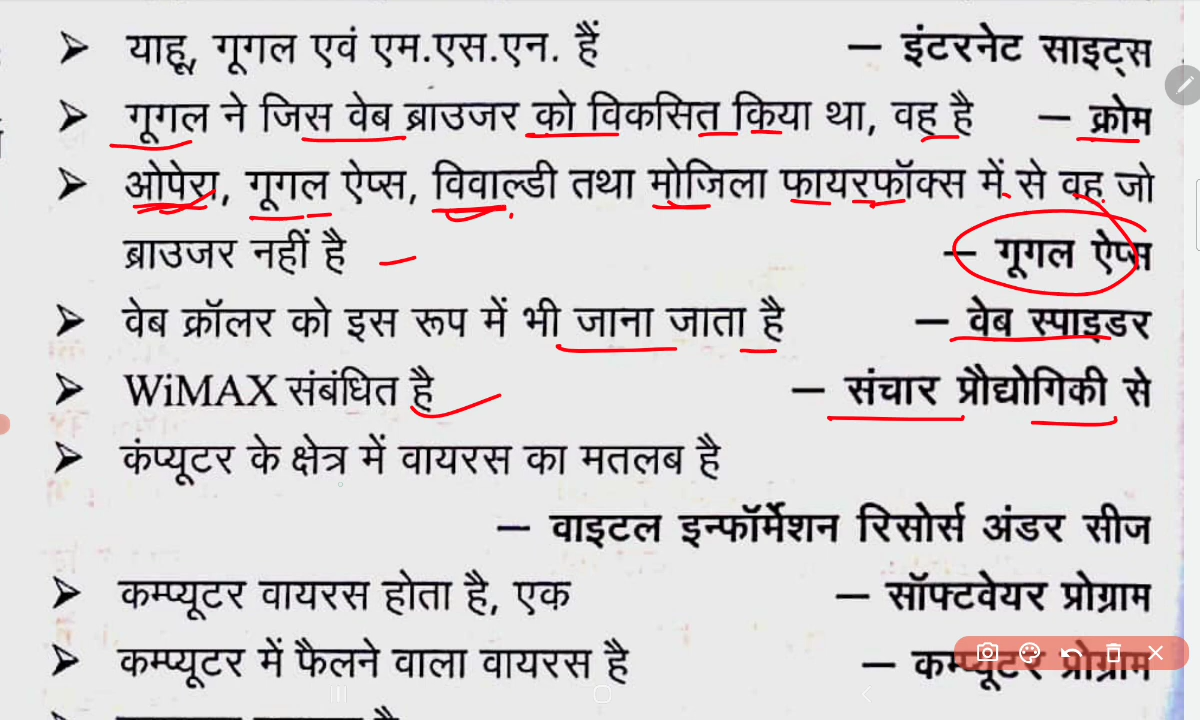 ➤ याहू, गूगल एवं एम.एस.एन. हैं – इंटरनेट साइट्स
➤ गूगल ने जिस वेब ब्राउजर को विकसित किया था, वह है – क्रोम
➤ ओपेरा, गूगल ऐप्स, विवाल्डी तथा मोजिला फायरफॉक्स में से वह जो
ब्राउजर नहीं है – गूगल ऐप्स
➤ वेब क्रॉलर को इस रूप में भी जाना जाता है – वेब स्पाइडर
➤ WiMAX संबंधित है – संचार प्रौद्योगिकी से
➤ कंप्यूटर के क्षेत्र में वायरस का मतलब है
– वाइटल इन्फॉर्मेशन रिसोर्स अंडर सीज
➤ कम्प्यूटर वायरस होता है, एक – सॉफ्टवेयर प्रोग्राम
➤ कम्प्यूटर में फैलने वाला वायरस है – कम्प्यूटर प्रोग्राम